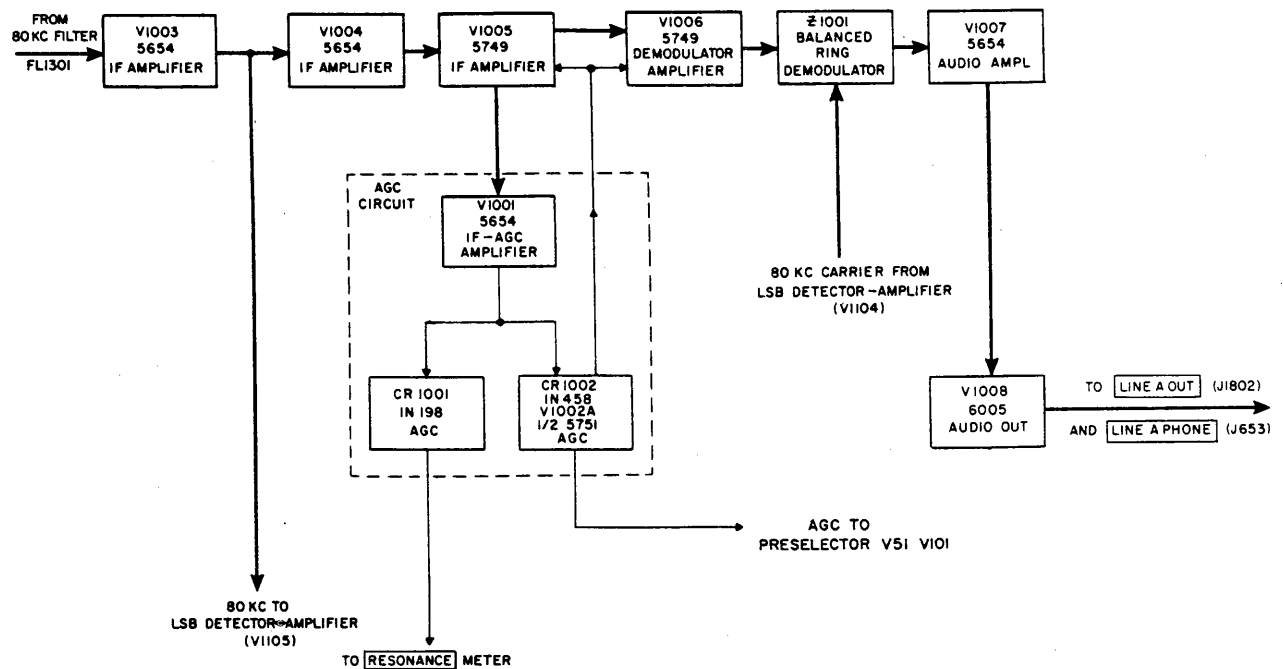 FROM
80 KC FILTER
FL1301
V1003
5654
IF AMPLIFIER
V1004
5654
IF AMPLIFIER
V1005
5749
IF AMPLIFIER
V1006
5749
DEMODULATOR
AMPLIFIER
Z1001
BALANCED
RING
DEMODULATOR
V1007
5654
AUDIO AMPL
AGC
CIRCUIT
V1001
5654
IF-AGC
AMPLIFIER
80 KC CARRIER FROM
LSB DETECTOR-AMPLIFIER
(V1104)
CR 1001
IN 198
AGC
CR 1002
IN 458
V1002A
1/2 5751
AGC
V1008
6005
AUDIO OUT
TO LINE A OUT (J1802)
AND LINE A PHONE (J653)
AGC TO
PRESELECTOR V51 V101
80 KC TO
LSB DETECTOR-AMPLIFIER
(V1105)
TO RESONANCE METER